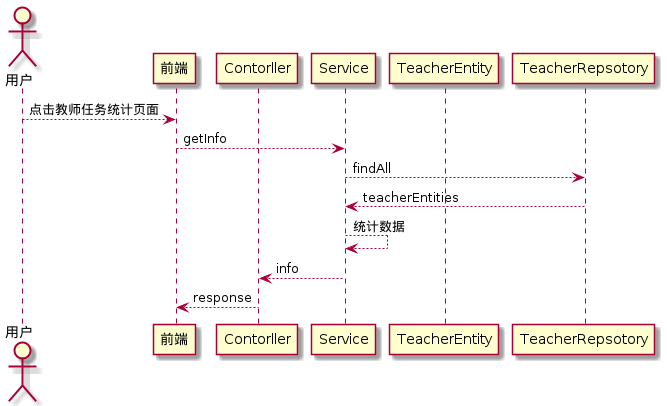 用户
前端
Contorller
Service
TeacherEntity
TeacherRepsotory
点击教师任务统计页面
getInfo
findAll
teacherEntities
统计数据
info
response
用户
前端
Contorller
Service
TeacherEntity
TeacherRepsotory